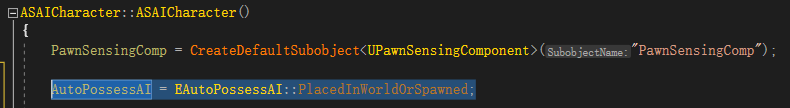 ASAICharacter::ASAICharacter()
{
PawnSensingComp = CreateDefaultSubobject<UPawnSensingComponent>(SubobjectName:"PawnSensingComp");
AutoPossessAI = EAutoPossessAI::PlacedInWorldOrSpawned;